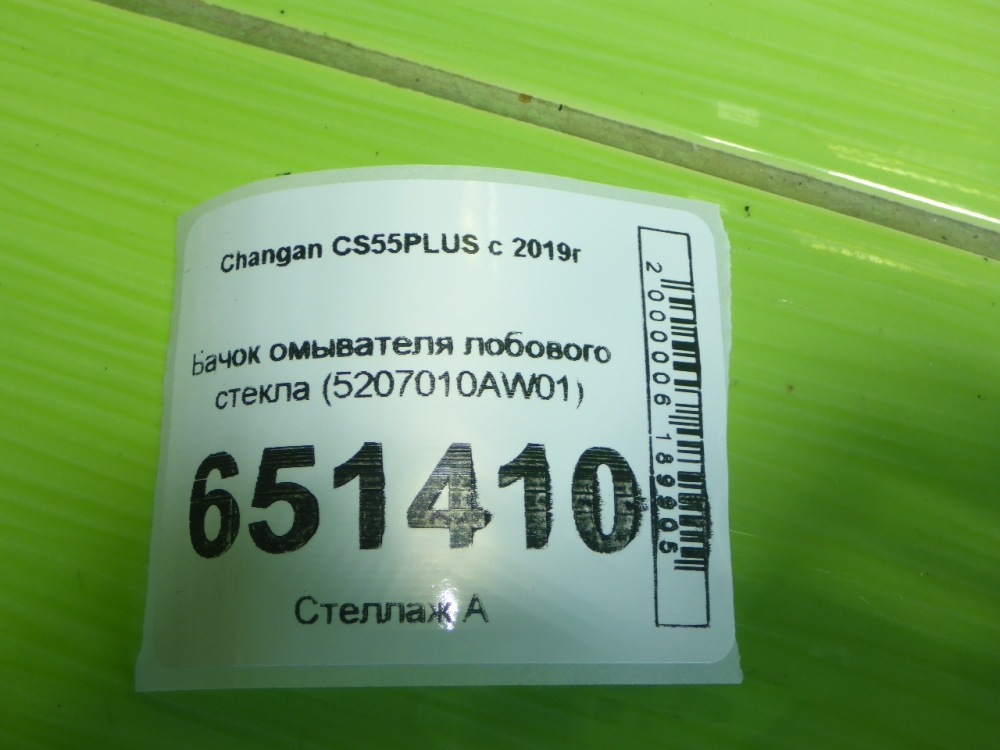 Changan CS55PLUS с 2019г
Бачок омывателя лобового
стекла (5207010AW01)
651410
Стеллаж А
2000006189905